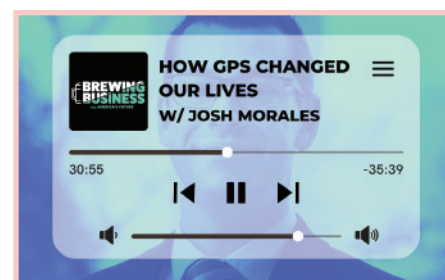 BREWING
BUSINESS
HOW GPS CHANGED
OUR LIVES
W/ JOSH MORALES
30:55
-35:39